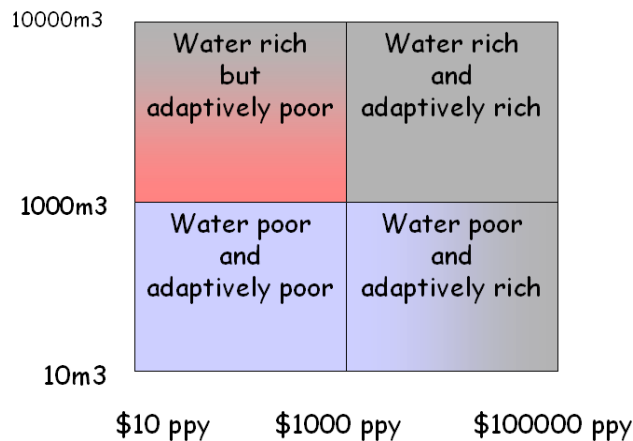 10000m3
Water rich
but
adaptively poor
Water rich
and
adaptively rich
1000m3
Water poor
and
adaptively poor
Water poor
and
adaptively rich
10m3
$10 ppy
$1000 ppy
$100000 ppy